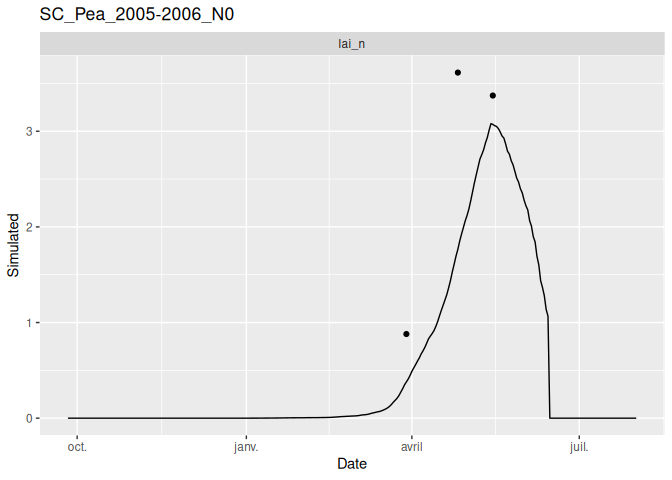 SC_Pea_2005-2006_N0
lai_n
3
2
1
0
Simulated
oct.
janv.
avril
juil.
Date